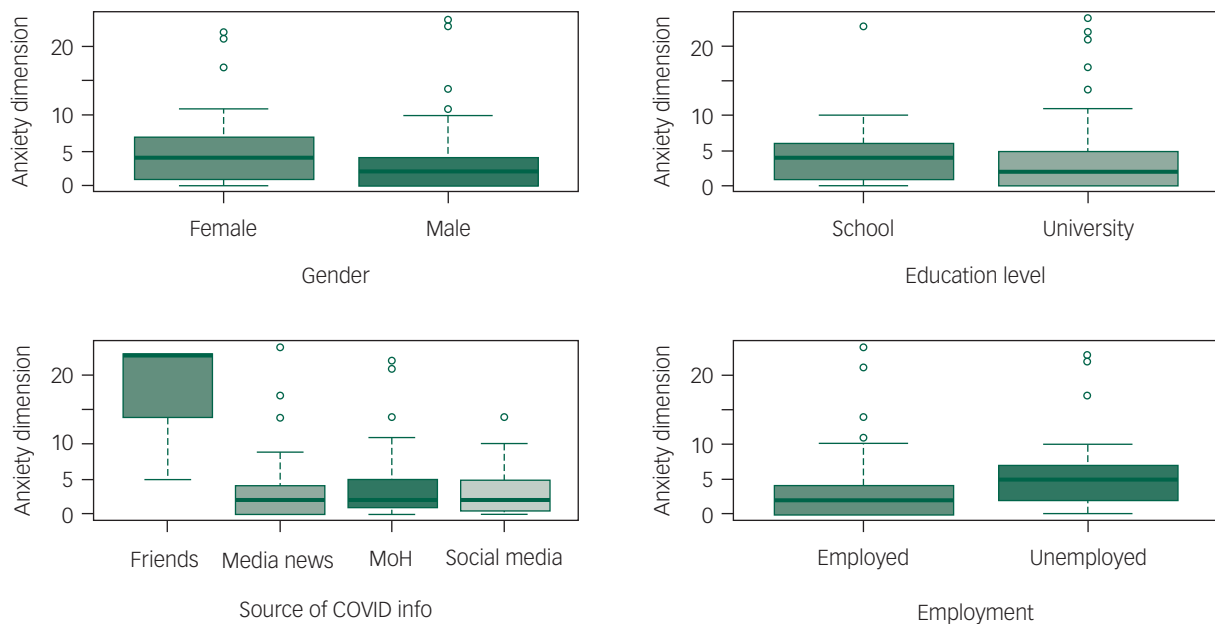 Anxiety dimension
20
10
5
0
Female Male
Gender
Anxiety dimension
20
10
5
0
School University
Education level
Anxiety dimension
20
10
5
0
Friends Media news MoH Social media
Source of COVID info
Anxiety dimension
20
10
5
0
Employed Unemployed
Employment